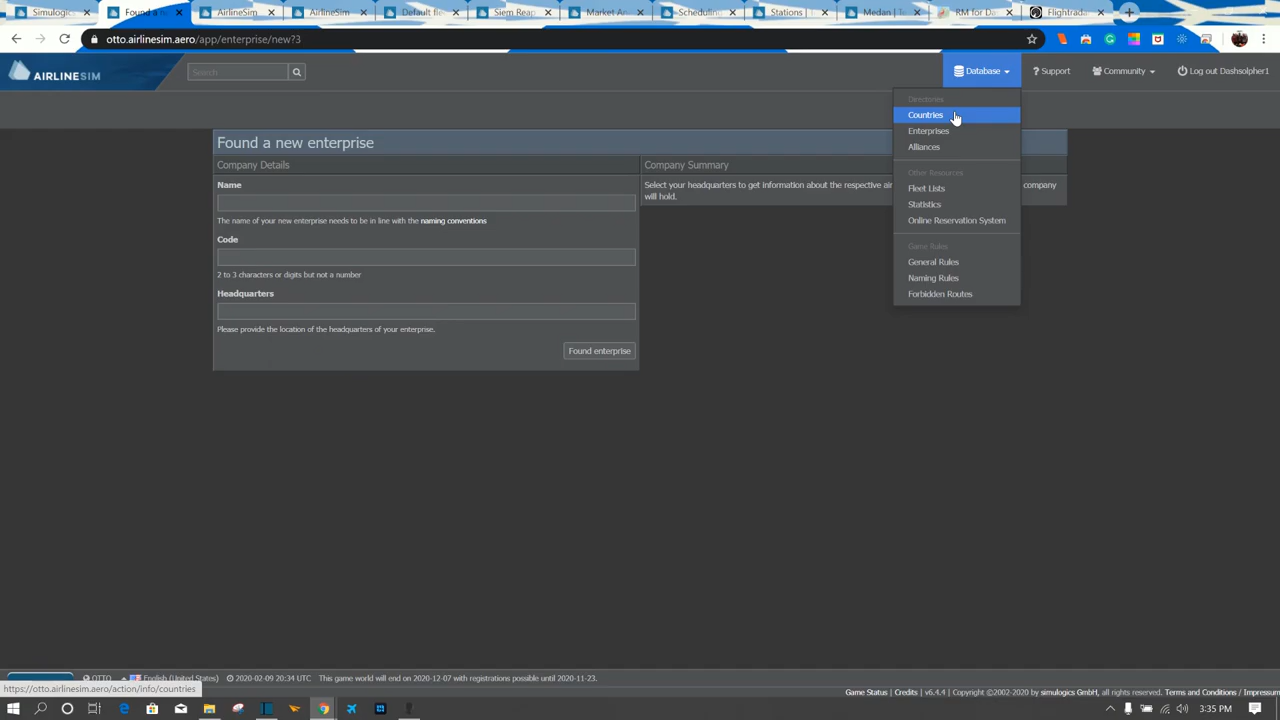 Simulogics
Found a n
AirlineSim
AirlineSim
Default fl
Siem Reap
Market An
Scheduling
Stations |
Medan | T
RM for Di
Flightrad
otto.airlinesim.aero/app/enterprise/new?3
AIRLINESIM
Search
Database
Support
Community
Log out Dashsolpher1
Directories
Countries
Enterprises
Alliances
Other Resources
Fleet Lists
Statistics
Online Reservation System
Game Rules
General Rules
Naming Rules
Forbidden Routes
Found a new enterprise
Company Details
Name
The name of your new enterprise needs to be in line with the naming conventions
Code
2 to 3 characters or digits but not a number
Headquarters
Please provide the location of the headquarters of your enterprise.
Found enterprise
Company Summary
Select your headquarters to get information about the respective air company
will hold.
OTTO English (United States) 2020-02-09 20:34 UTC This game world will end on 2020-12-07 with registrations possible until 2020-11-23.
https://otto.airlinesim.aero/action/info/countries
Game Status | Credits | v6.4.4 | Copyright ©2002-2020 by simulogics GmbH, all rights reserved. Terms and Conditions / Impressum
3:35 PM